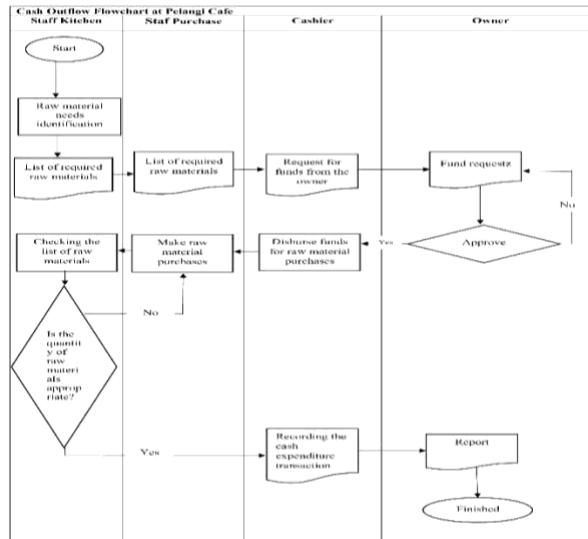 Cash Outflow Flowchart at Pelangi Cafe
Staff Kitchen
Staf Purchase
Cashier
Owner
Start
Raw material
needs
identification
List of required
raw materials
List of required
raw materials
Request for
funds from the
owner
Fund requests
No
Approve
Yes
Disburse funds
for raw material
purchases
Make raw
material
purchases
Checking the
list of raw
materials
No
Is the
quantit
y of
raw
materi
als
approp
riate?
Yes
Recording the
cash
expenditure
transaction
Report
Finished